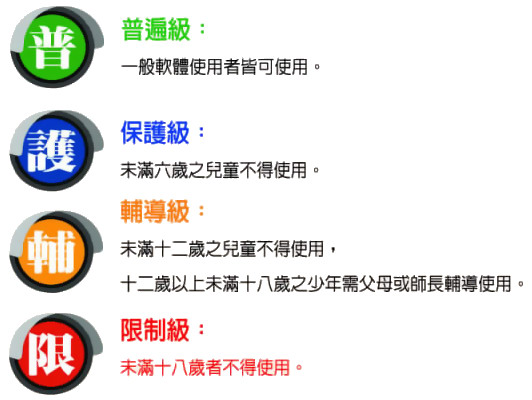 普
普遍級：
一般軟體使用者皆可使用。
護
保護級：
未滿六歲之兒童不得使用。
輔
輔導級：
未滿十二歲之兒童不得使用，
十二歲以上未滿十八歲之少年需父母或師長輔導使用。
限
限制級：
未滿十八歲者不得使用。